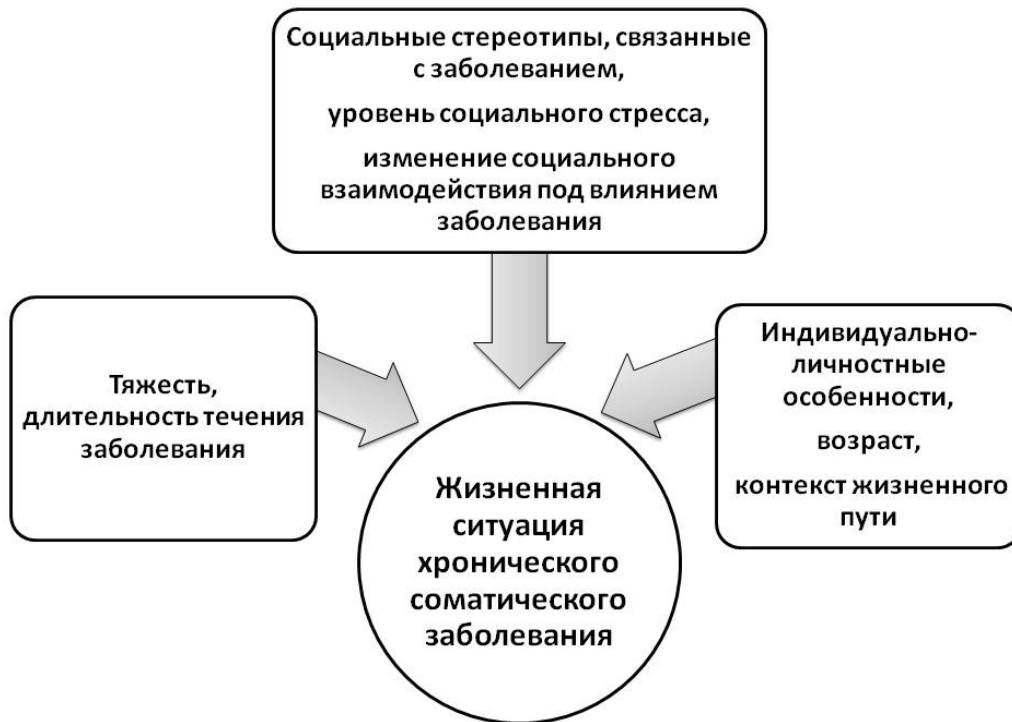 Социальные стереотипы, связанные
с заболеванием,
уровень социального стресса,
изменение социального
взаимодействия под влиянием
заболевания
Тяжесть,
длительность течения
заболевания
Индивидуально-
личностные
особенности,
возраст,
контекст жизненного
пути
Жизненная
ситуация
хронического
соматического
заболевания